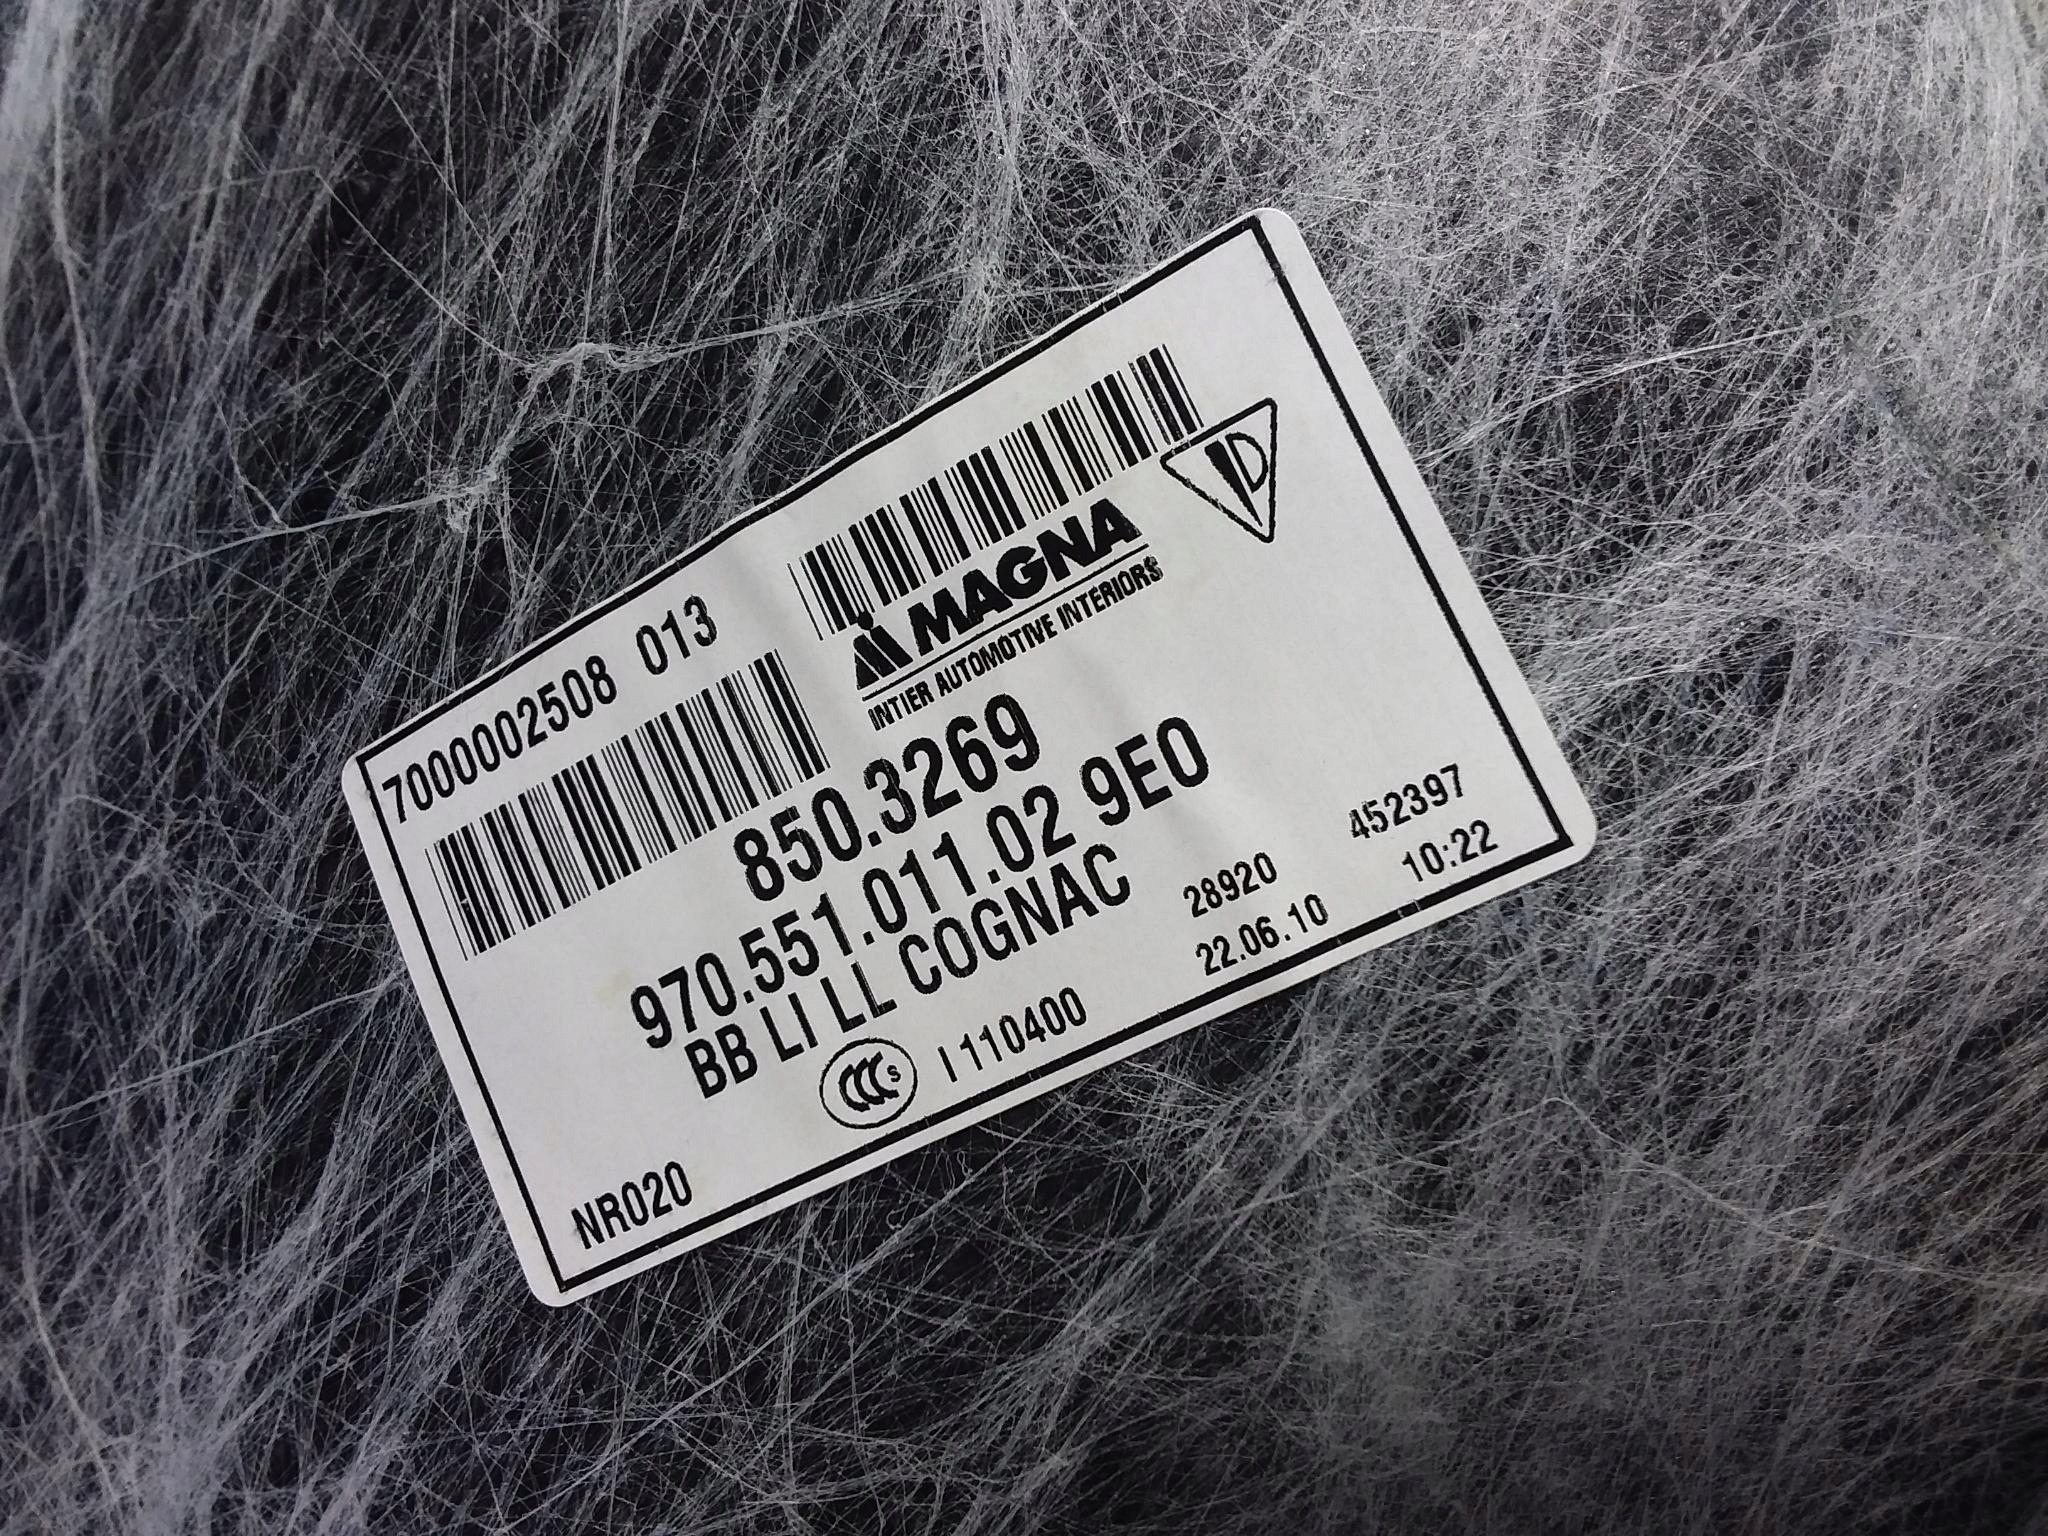 7000002508 013
MAGNA
INTIER AUTOMOTIVE INTERIORS
D
850.3269
970.551.011.02 9E0
BB LI LL COGNAC
CCC S
I 110400
28920
452397
22.06.10
10:22
NR020